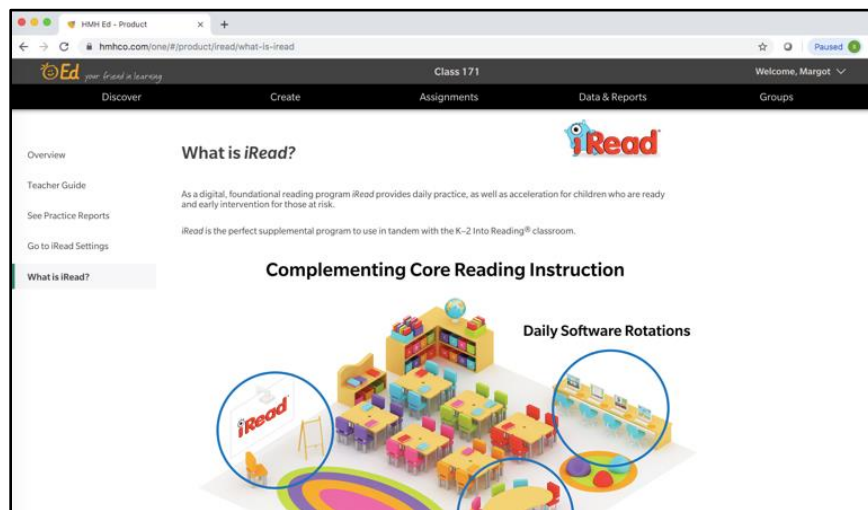 HMH Ed - Product
hmhco.com/one/#/product/iread/what-is-iread
Paused
Ed your friend in learning
Class 171
Welcome, Margot
Discover
Create
Assignments
Data & Reports
Groups
Overview
Teacher Guide
See Practice Reports
Go to iRead Settings
What is iRead?
What is iRead?
iRead
As a digital, foundational reading program iRead provides daily practice, as well as acceleration for children who are ready
and early intervention for those at risk.
iRead is the perfect supplemental program to use in tandem with the K–2 Into Reading® classroom.
Complementing Core Reading Instruction
Daily Software Rotations
iRead